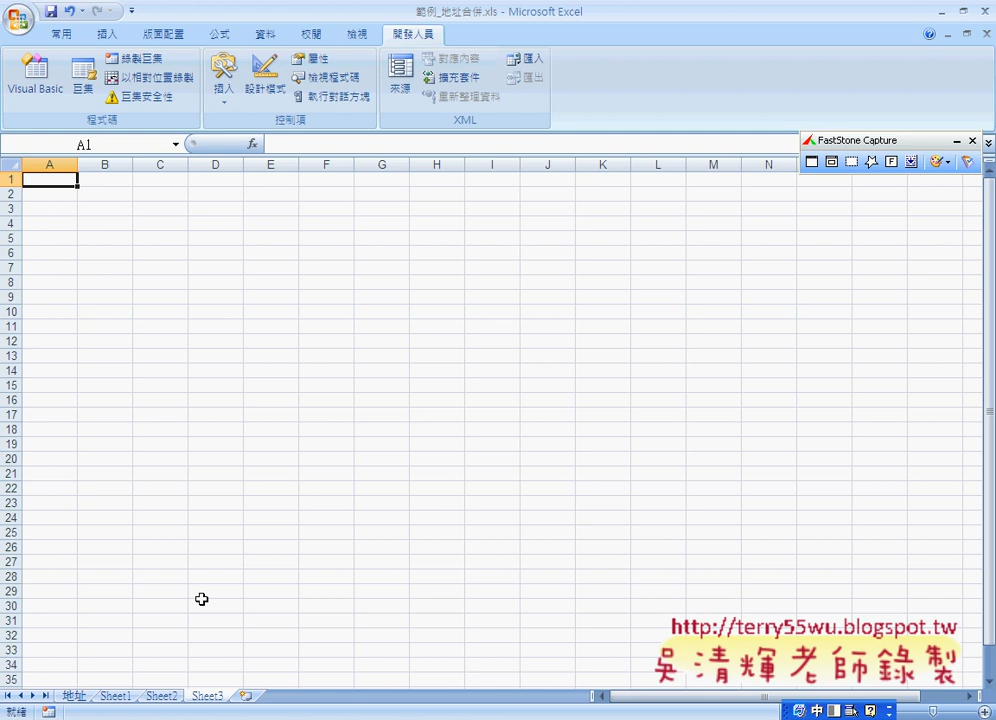 範例_地址合併.xls - Microsoft Excel
常用 插入 版面配置 公式 資料 校閱 檢視 開發人員
Visual Basic 巨集 錄製巨集 以相對位置錄製 巨集安全性 程式碼
插入 設計模式 屬性 檢視程式碼 執行對話方塊 控制項
來源 對應內容 擴充套件 重新整理資料 匯入 匯出 XML
A1 fx
FastStone Capture
A B C D E F G H I J K L M N
1
2
3
4
5
6
7
8
9
10
11
12
13
14
15
16
17
18
19
20
21
22
23
24
25
26
27
28
29
30
31
32
33
34
35
http://terry55wu.blogspot.tw
吳清輝老師錄製
地址 Sheet1 Sheet2 Sheet3
就緒 中